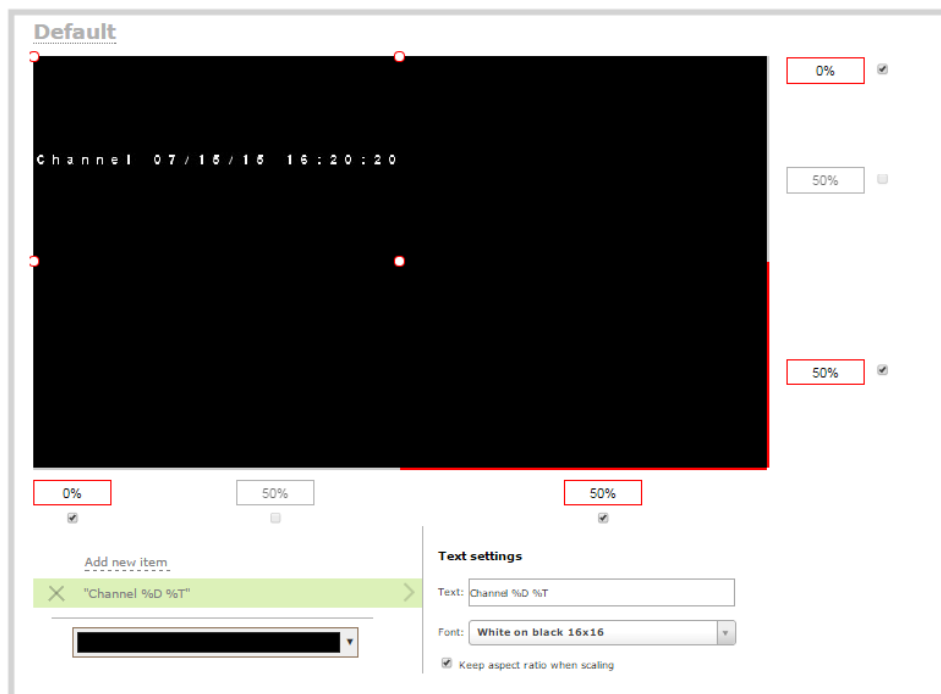 Default
0%
Channel 07/15/15 16:20:20
50%
50%
0%
50%
50%
Add new item
Text settings
"Channel %D %T"
Text: Channel %D %T
Font: White on black 16x16
Keep aspect ratio when scaling